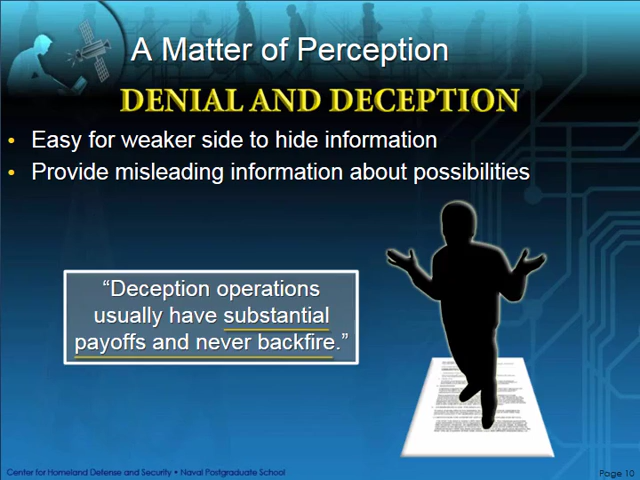 A Matter of Perception
DENIAL AND DECEPTION
• Easy for weaker side to hide information
• Provide misleading information about possibilities
“Deception operations
usually have substantial
payoffs and never backfire.”
Center for Homeland Defense and Security • Naval Postgraduate School
Page 10